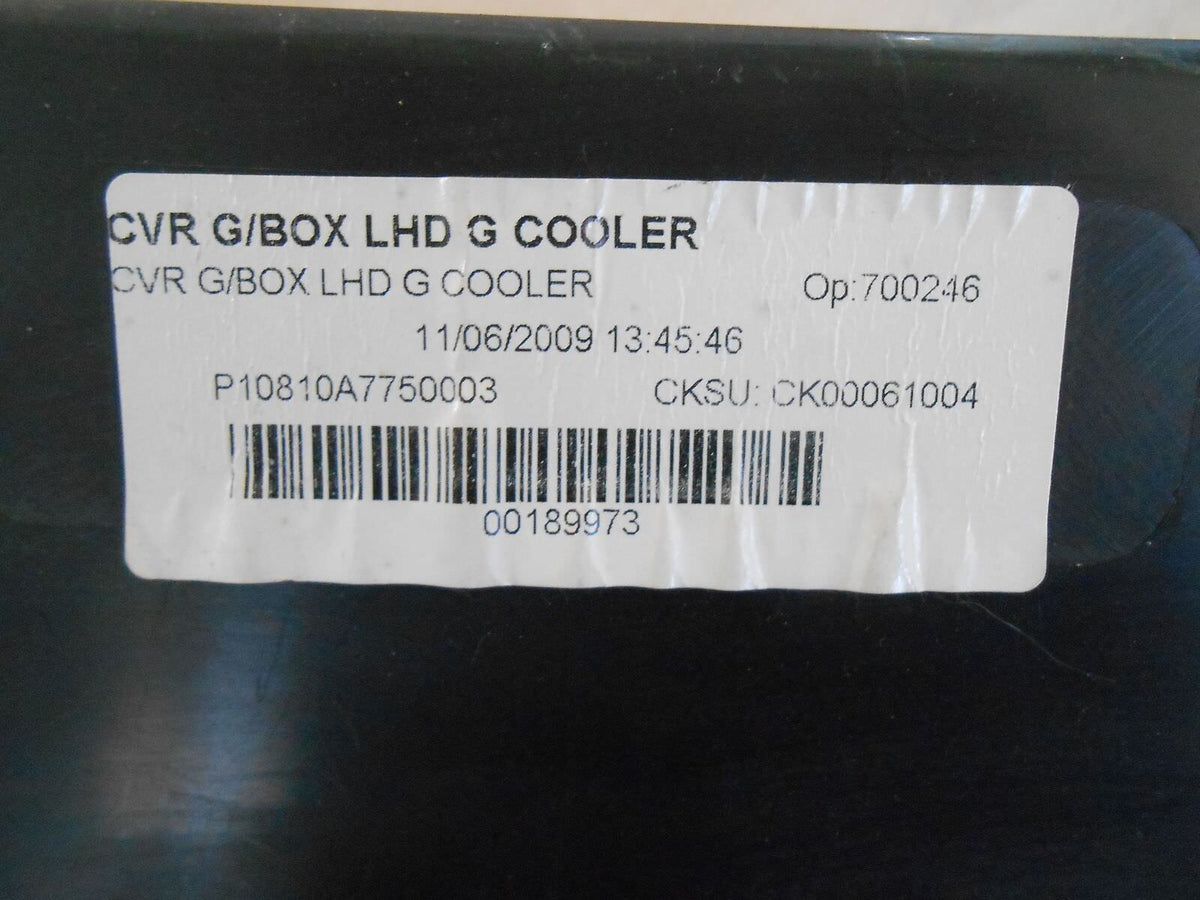 CVR G/BOX LHD G COOLER
CVR G/BOX LHD G COOLER Op:700246
11/06/2009 13:45:46
P10810A7750003 CKSU: CK00061004
00189973